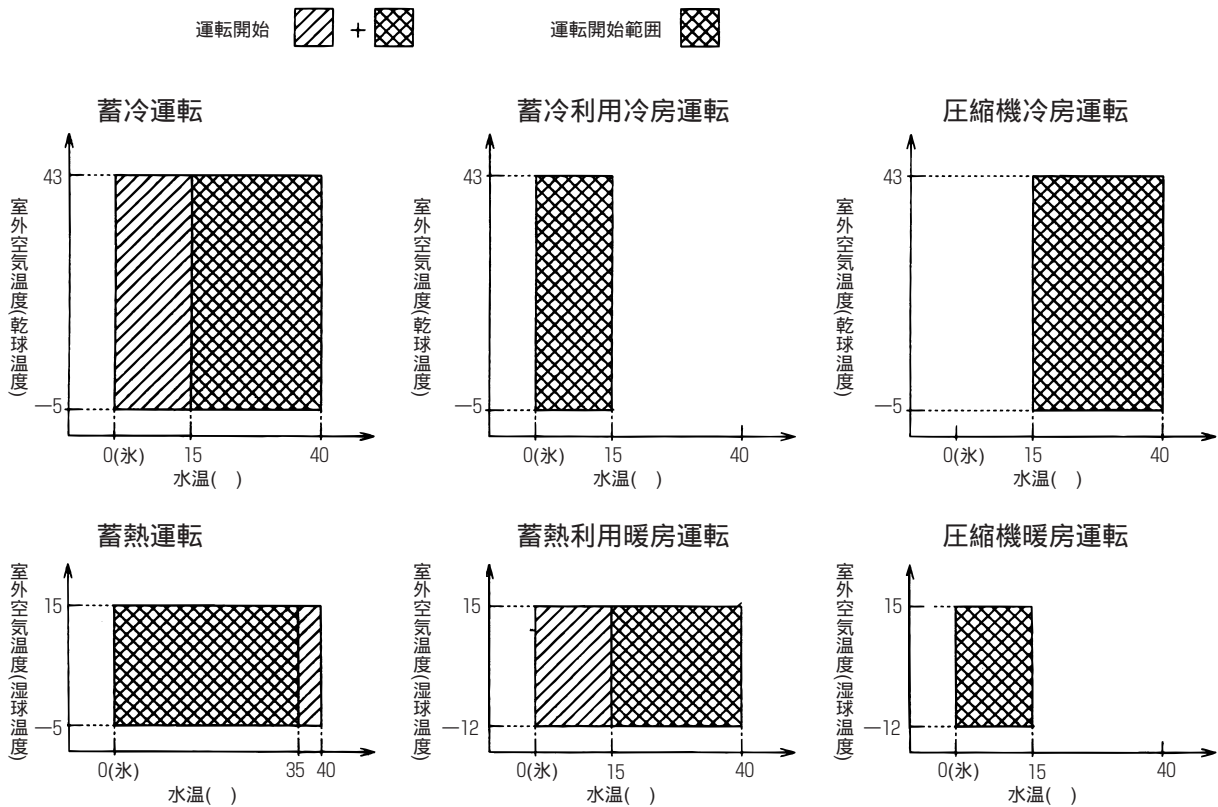 運転開始 + 運転開始範囲
蓄冷運転
43
室外空気温度(乾球温度)
—5
0(氷) 15 40
水温( )
蓄冷利用冷房運転
43
室外空気温度(乾球温度)
—5
0(氷) 15 40
水温( )
圧縮機冷房運転
43
室外空気温度(乾球温度)
—5
0(氷) 15 40
水温( )
蓄熱運転
15
室外空気温度(湿球温度)
—5
0(氷) 35 40
水温( )
蓄熱利用暖房運転
15
室外空気温度(湿球温度)
—12
0(氷) 15 40
水温( )
圧縮機暖房運転
15
室外空気温度(湿球温度)
—12
0(氷) 15 40
水温( )